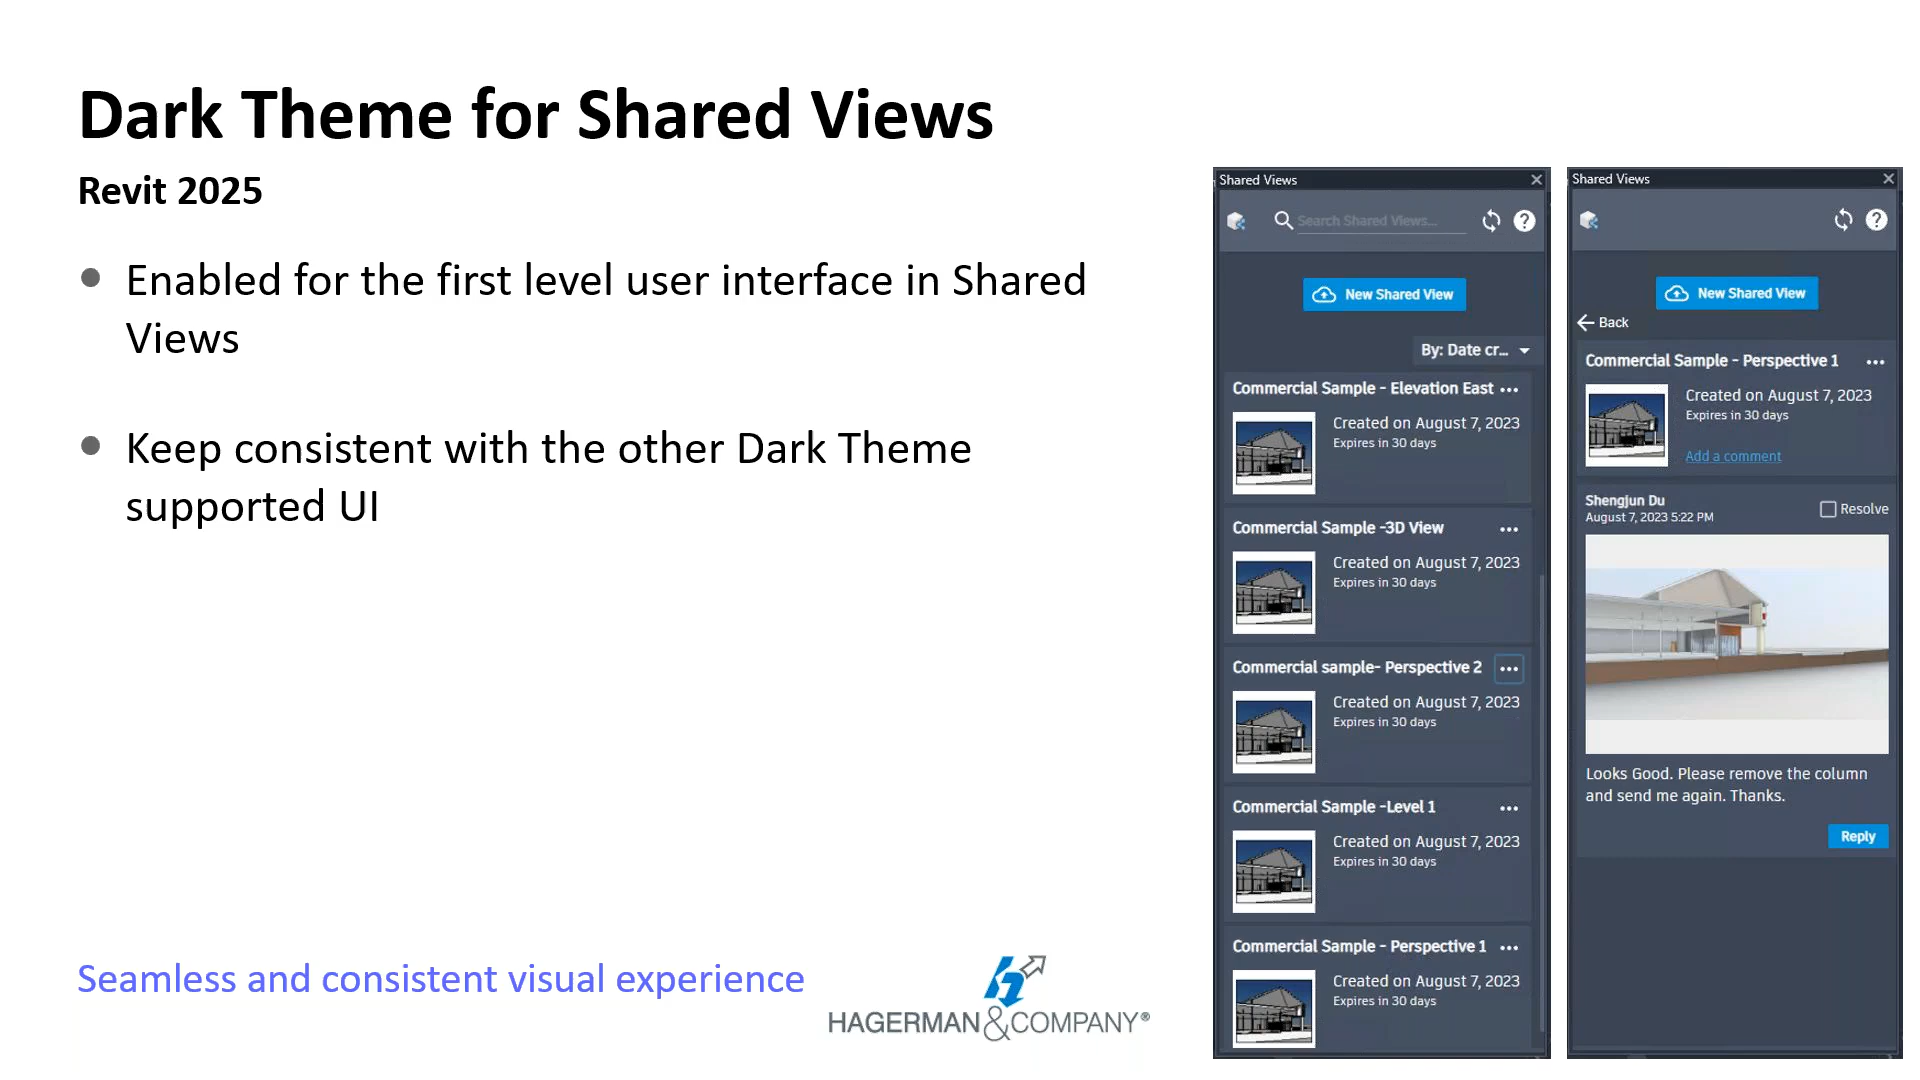 Dark Theme for Shared Views
Revit 2025
Enabled for the first level user interface in Shared
Views
Keep consistent with the other Dark Theme
supported UI
Seamless and consistent visual experience
HAGERMAN&COMPANY®
Shared Views
Search Shared Views...
New Shared View
By: Date cr...
Commercial Sample - Elevation East
Created on August 7, 2023
Expires in 30 days
Commercial Sample -3D View
Created on August 7, 2023
Expires in 30 days
Commercial sample- Perspective 2
Created on August 7, 2023
Expires in 30 days
Commercial Sample -Level 1
Created on August 7, 2023
Expires in 30 days
Commercial Sample - Perspective 1
Created on August 7, 2023
Expires in 30 days
Shared Views
New Shared View
Back
Commercial Sample - Perspective 1
Created on August 7, 2023
Expires in 30 days
Add a comment
Shengjun Du
August 7, 2023 5:22 PM
Resolve
Looks Good. Please remove the column
and send me again. Thanks.
Reply